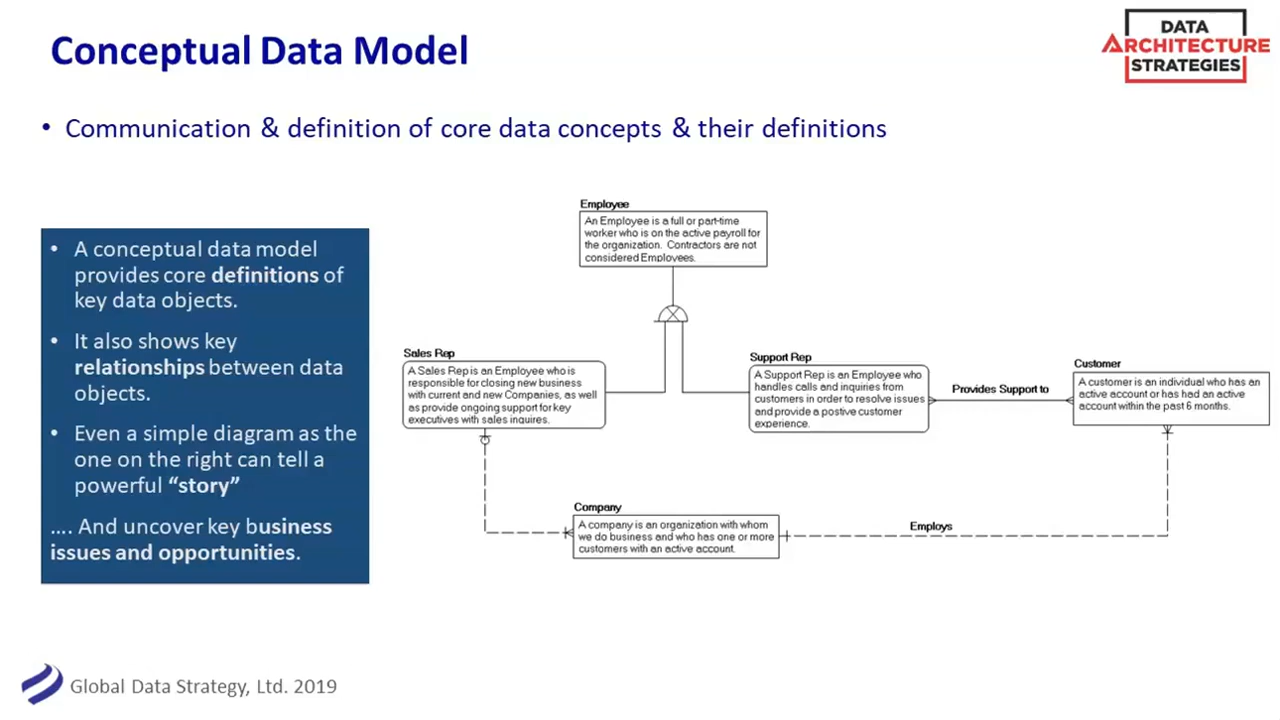 Conceptual Data Model
DATA
ARCHITECTURE
STRATEGIES
• Communication & definition of core data concepts & their definitions
• A conceptual data model
provides core definitions of
key data objects.
• It also shows key
relationships between data
objects.
• Even a simple diagram as the
one on the right can tell a
powerful “story”
…. And uncover key business
issues and opportunities.
Employee
An Employee is a full or part-time
worker who is on the active payroll for
the organization. Contractors are not
considered Employees.
Sales Rep
A Sales Rep is an Employee who is
responsible for closing new business
with current and new Companies, as well
as provide ongoing support for key
executives with sales inquires.
Support Rep
A Support Rep is an Employee who
handles calls and inquiries from
customers in order to resolve issues
and provide a postive customer
experience.
Provides Support to
Customer
A customer is an individual who has an
active account or has had an active
account within the past 6 months.
Company
A company is an organization with whom
we do business and who has one or more
customers with an active account.
Employs
Global Data Strategy, Ltd. 2019